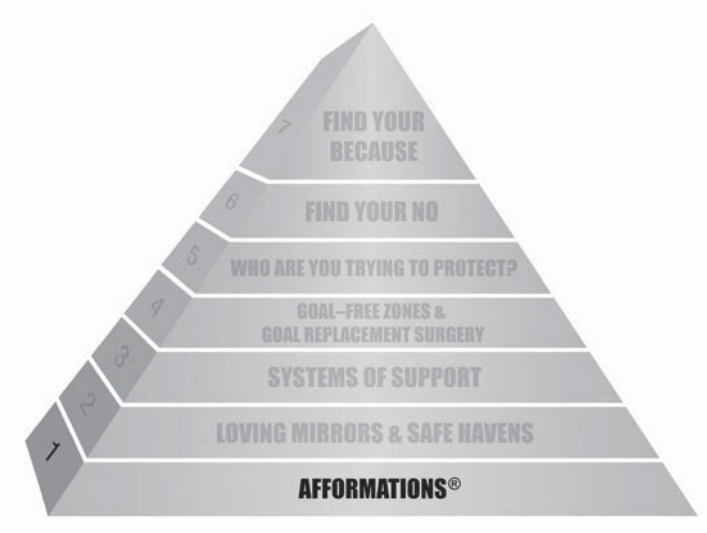 7
FIND YOUR
BECAUSE
6
FIND YOUR NO
5
WHO ARE YOU TRYING TO PROTECT?
4
GOAL–FREE ZONES &
GOAL REPLACEMENT SURGERY
3
SYSTEMS OF SUPPORT
2
LOVING MIRRORS & SAFE HAVENS
1
AFFORMATIONS®